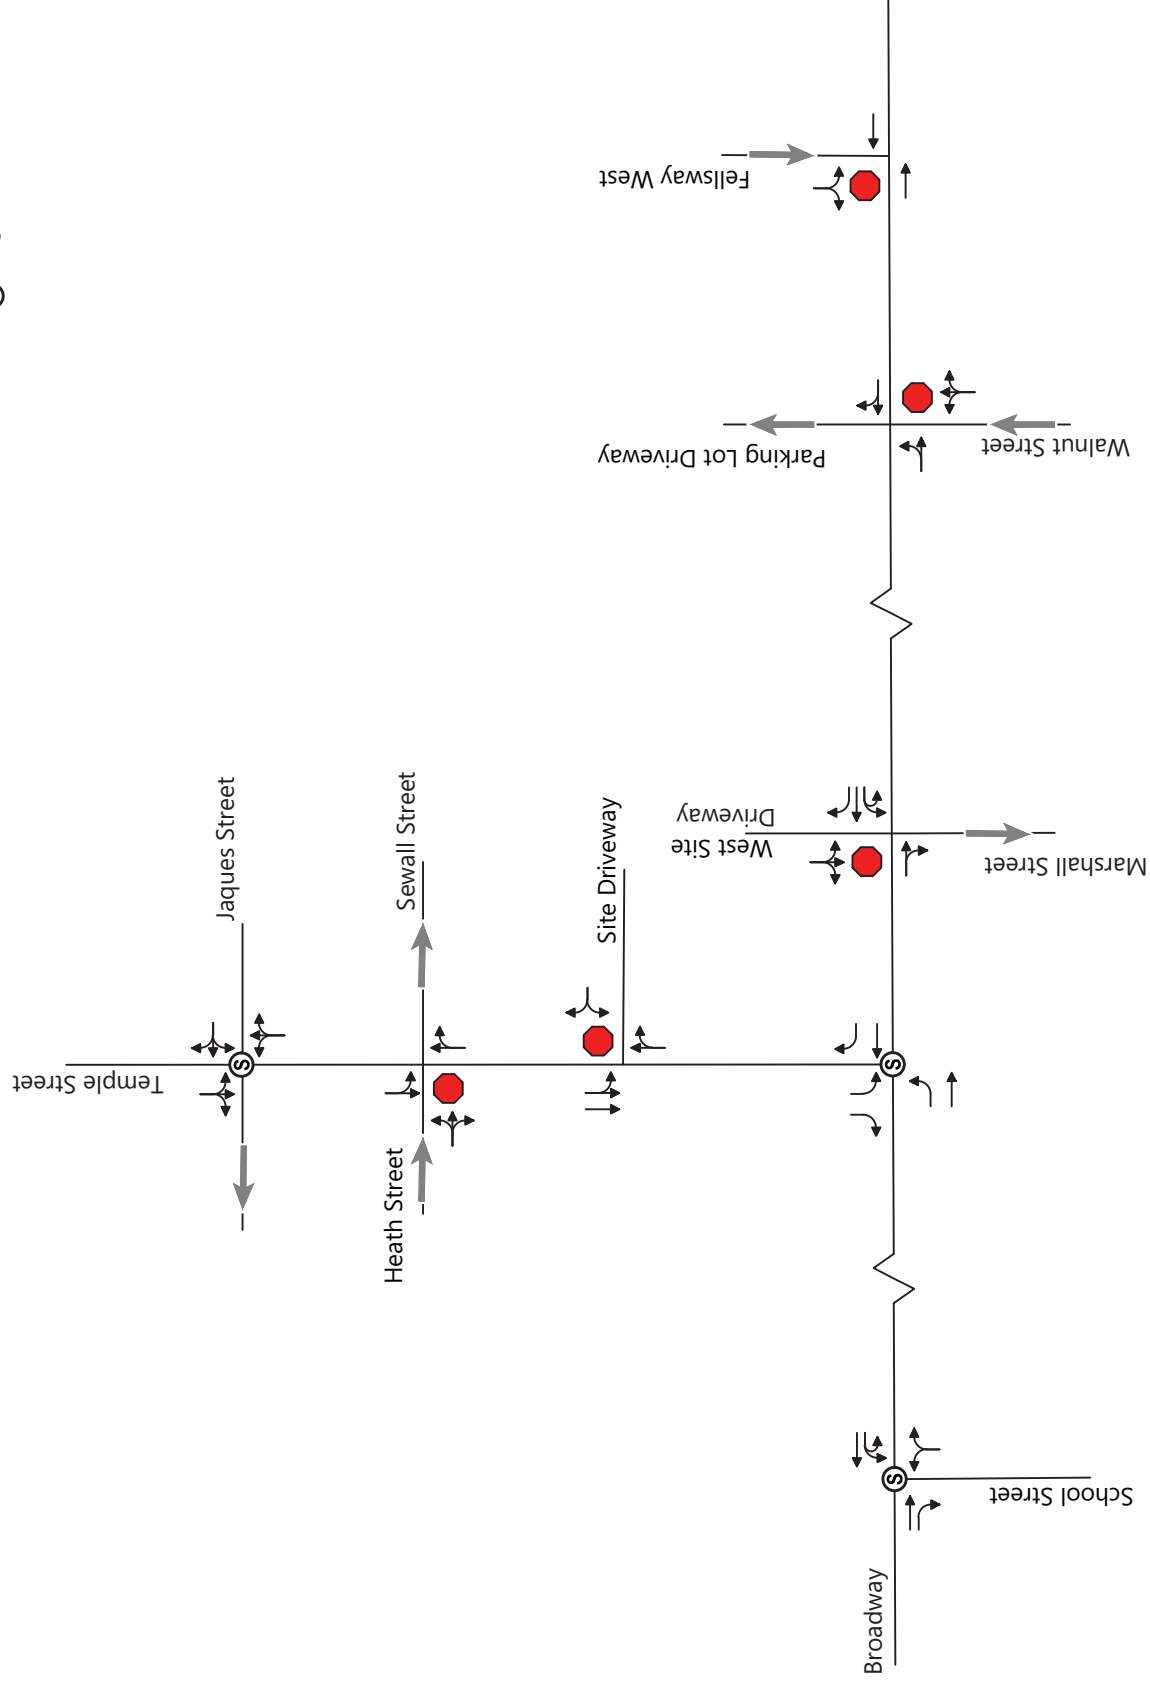 Fellsway West
Parking Lot Driveway
Walnut Street
West Site
Driveway
Marshall Street
Jaques Street
Sewall Street
Site Driveway
Temple Street
S
Heath Street
S
School Street
S
Broadway